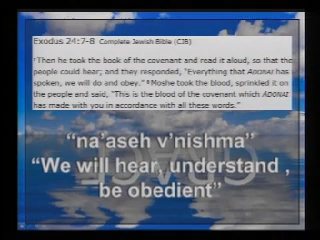 Exodus 24:7-8 Complete Jewish Bible (CJB)
⁷Then he took the book of the covenant and read it aloud, so that the
people could hear; and they responded, "Everything that ADONAI has
spoken, we will do and obey." ⁸ Moshe took the blood, sprinkled it on
the people and said, "This is the blood of the covenant which ADONAI
has made with you in accordance with all these words."
"na'aseh v'nishma"
"We will hear, understand ,
be obedient"